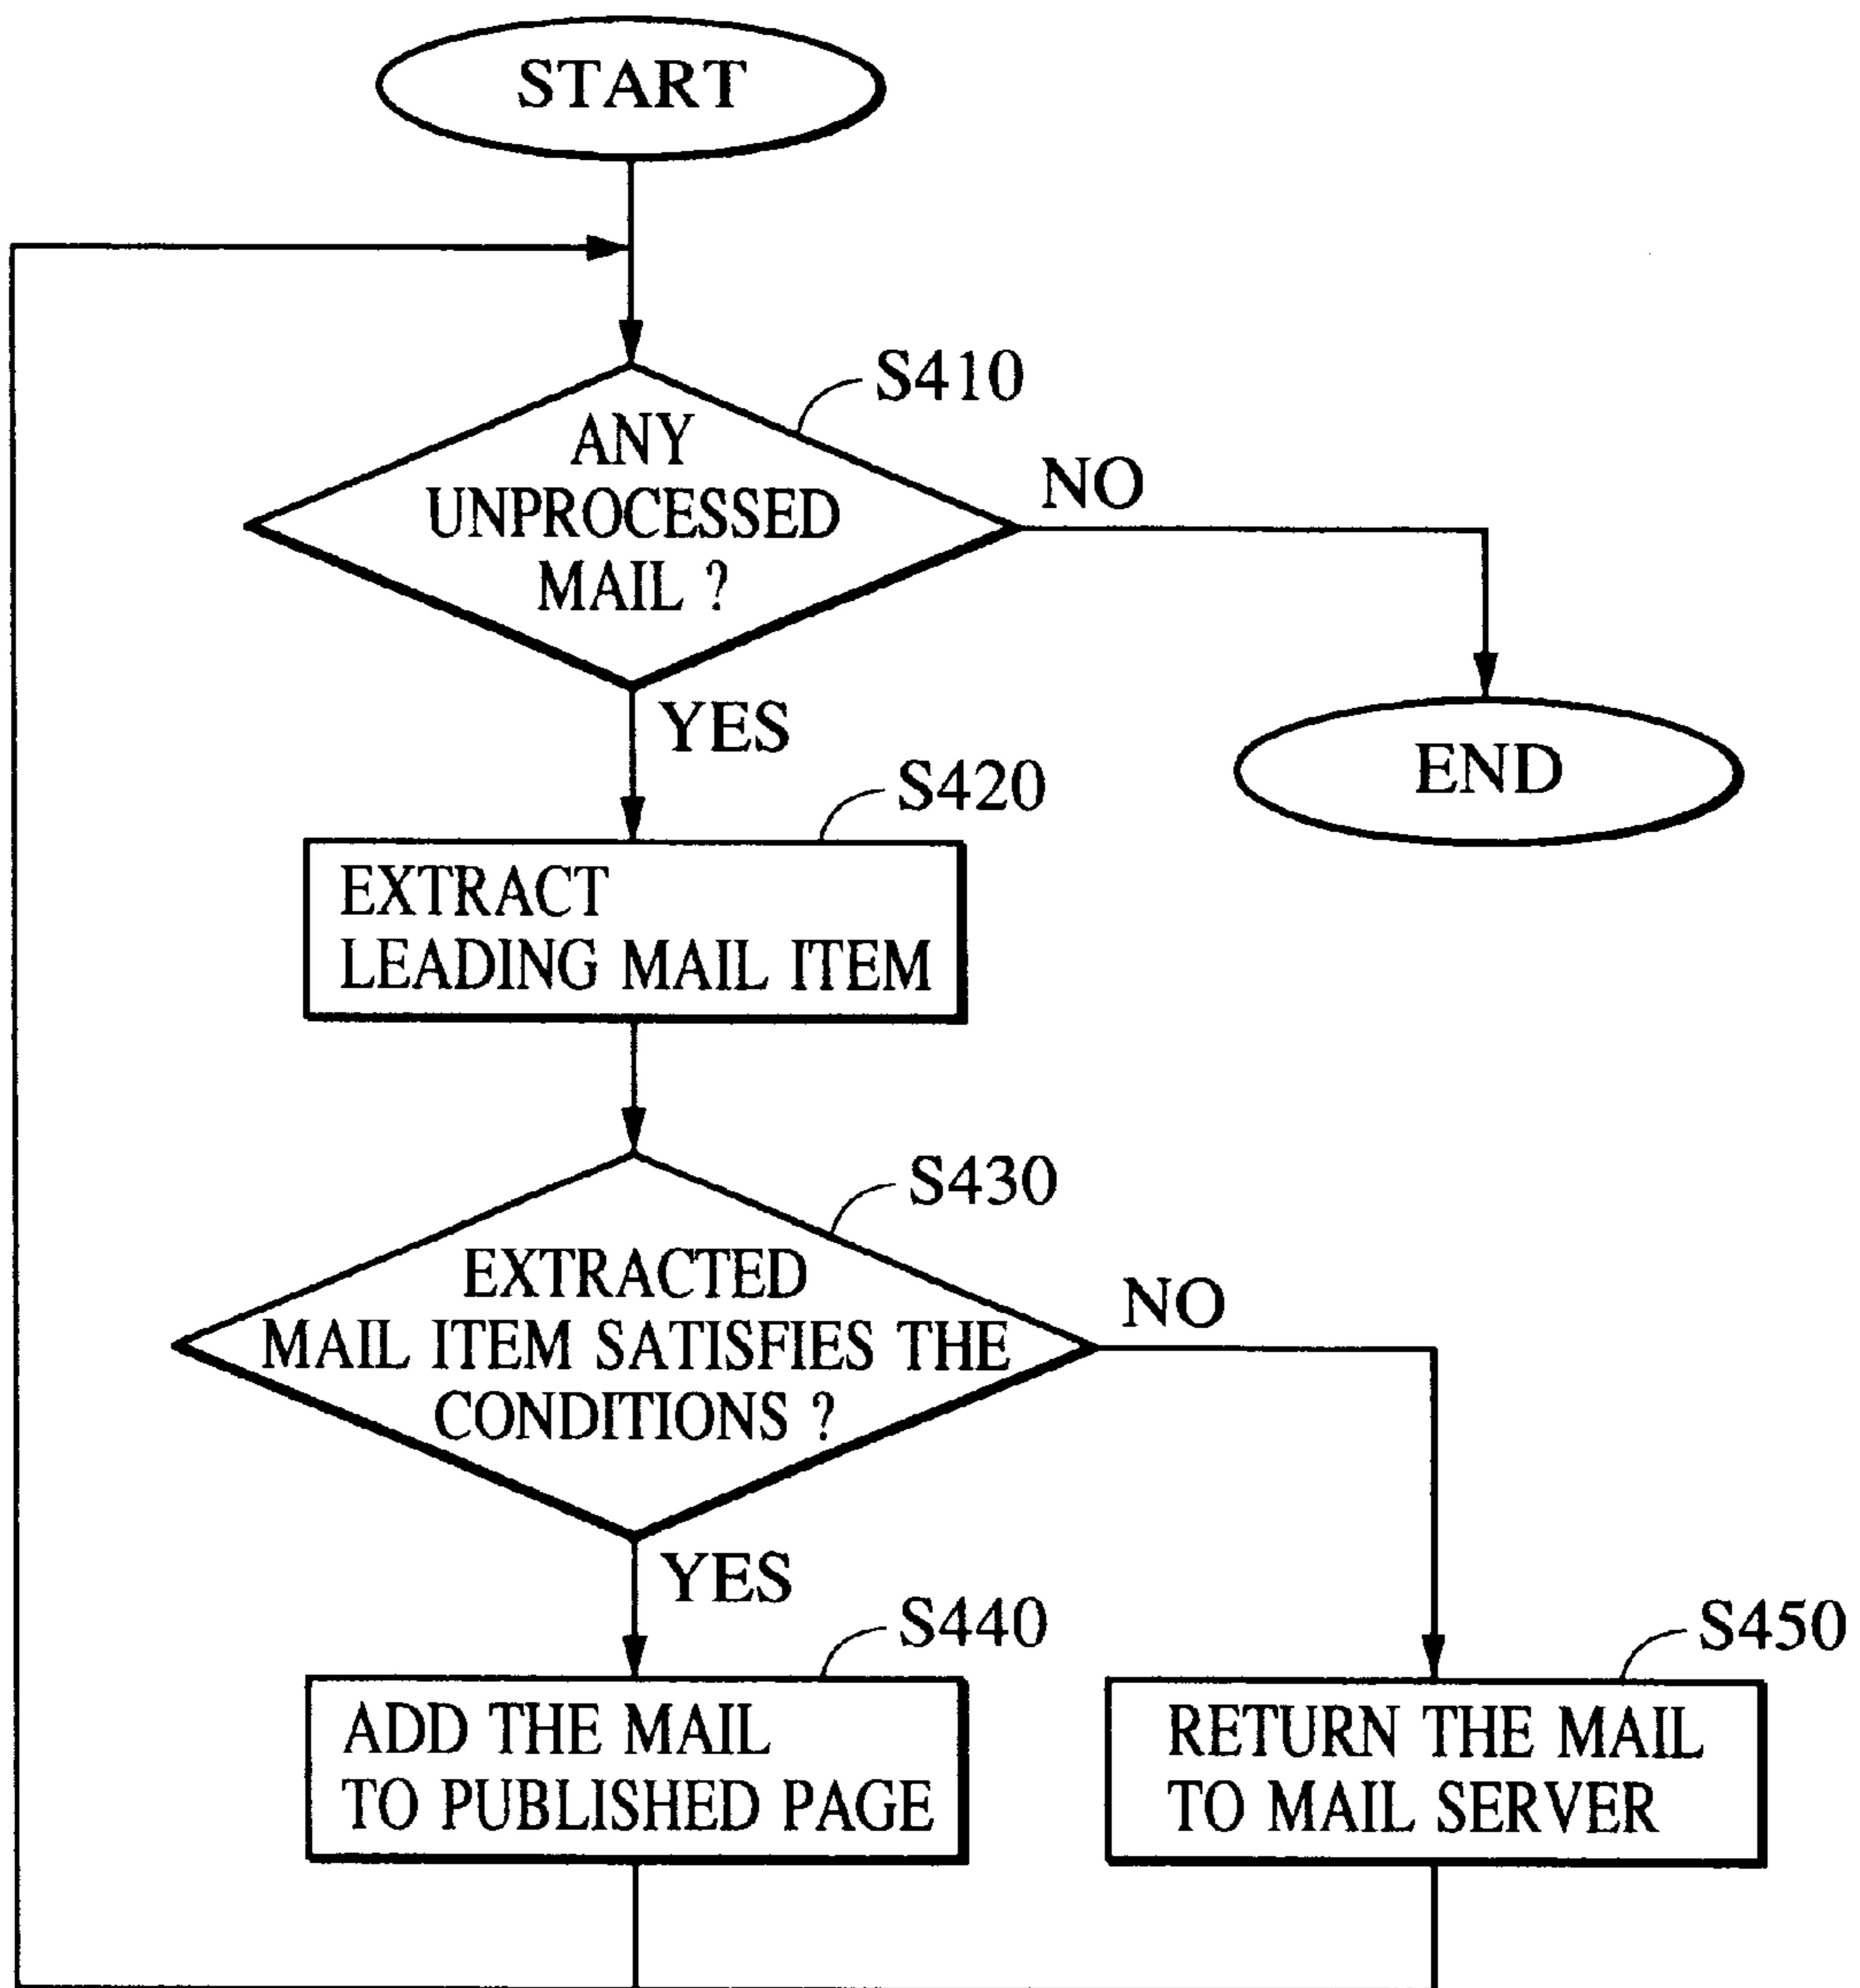 START
S410
ANY
UNPROCESSED
MAIL ?
NO
YES
END
S420
EXTRACT
LEADING MAIL ITEM
S430
EXTRACTED
MAIL ITEM SATISFIES THE
CONDITIONS ?
NO
YES
S440
ADD THE MAIL
TO PUBLISHED PAGE
S450
RETURN THE MAIL
TO MAIL SERVER